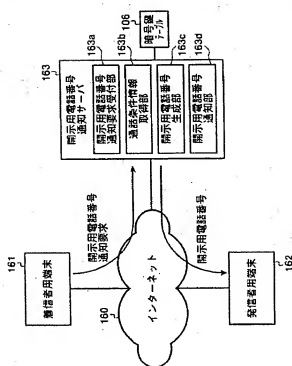 163
開示用電話番号
通知サーバ
163a
開示用電話番号
通知要求受付部
163b
通話条件情報
取得部
163c
開示用電話番号
生成部
163d
開示用電話番号
通知部
106
暗号鍵
テーブル
161
着信者用端末
開示用電話番号
通知要求
160
インターネット
開示用電話番号
発信者用端末
162